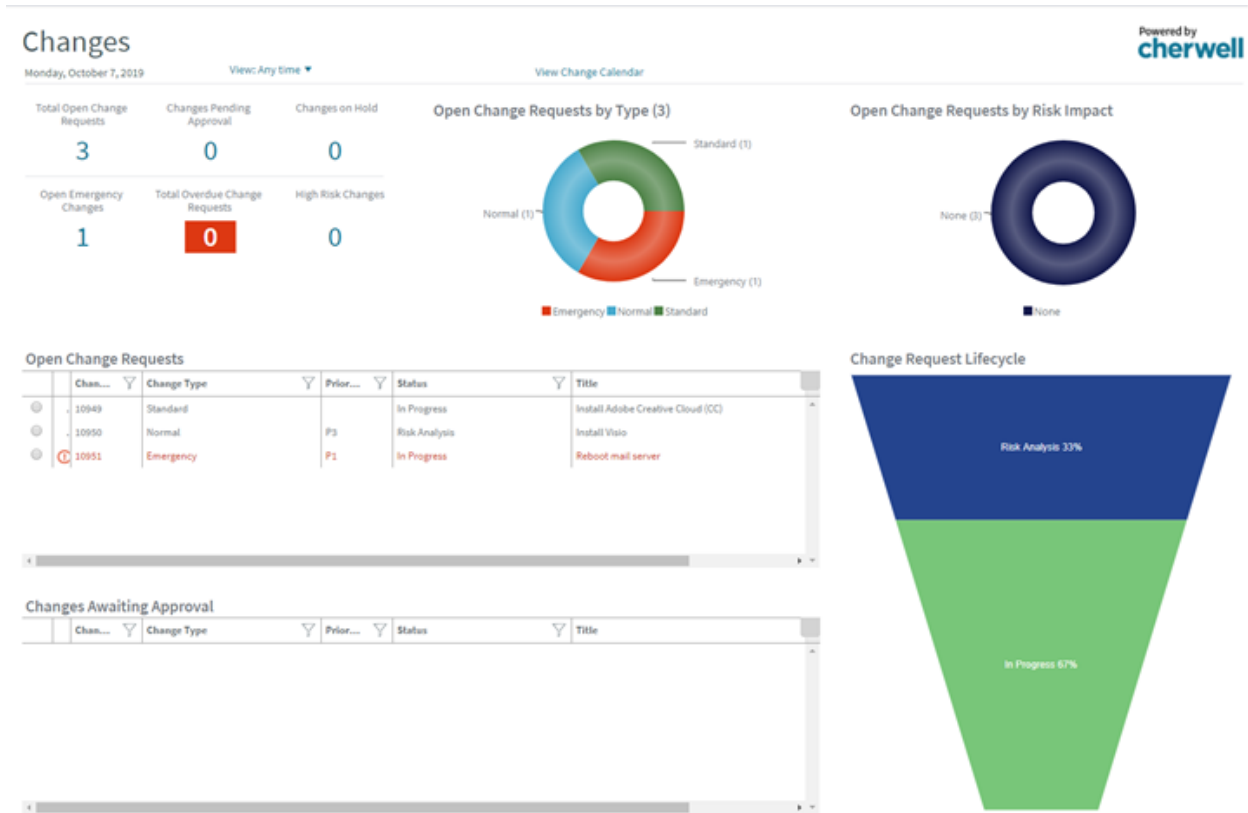 Changes
Powered by
cherwell
Monday, October 7, 2019
View: Any time
View Change Calendar
Total Open Change Requests
3
Changes Pending Approval
0
Changes on Hold
0
Open Emergency Changes
1
Total Overdue Change Requests
0
High Risk Changes
0
Open Change Requests by Type (3)
Standard (1)
Normal (1)
Emergency (1)
Emergency Normal Standard
Open Change Requests by Risk Impact
None (3)
None
Open Change Requests
Chan... Change Type Prior... Status Title
10949 Standard In Progress Install Adobe Creative Cloud (CC)
10950 Normal P3 Risk Analysis Install Visio
10951 Emergency P1 In Progress Reboot mail server
Change Request Lifecycle
Risk Analysis 33%
In Progress 67%
Changes Awaiting Approval
Chan... Change Type Prior... Status Title